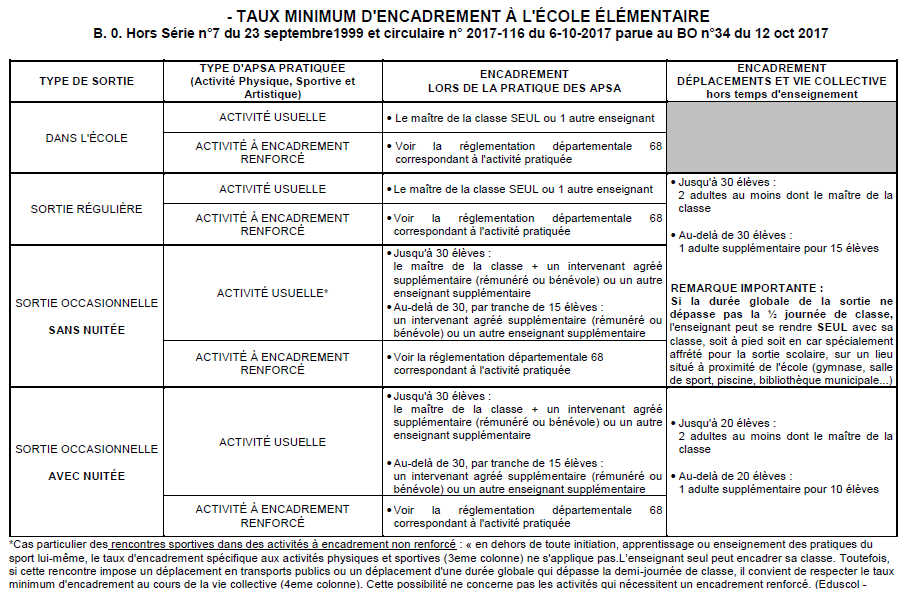 - TAUX MINIMUM D'ENCADREMENT À L'ÉCOLE ÉLÉMENTAIRE
B. 0. Hors Série n°7 du 23 septembre1999 et circulaire n° 2017-116 du 6-10-2017 parue au BO n°34 du 12 oct 2017
TYPE DE SORTIE
TYPE D'APSA PRATIQUÉE
(Activité Physique, Sportive et
Artistique)
ENCADREMENT
LORS DE LA PRATIQUE DES APSA
ENCADREMENT
DÉPLACEMENTS ET VIE COLLECTIVE
hors temps d'enseignement
DANS L'ÉCOLE
ACTIVITÉ USUELLE
• Le maître de la classe SEUL ou 1 autre enseignant
ACTIVITÉ À ENCADREMENT
RENFORCÉ
• Voir la réglementation départementale 68
correspondant à l'activité pratiquée
SORTIE RÉGULIÈRE
ACTIVITÉ USUELLE
• Le maître de la classe SEUL ou 1 autre enseignant
ACTIVITÉ À ENCADREMENT
RENFORCÉ
• Voir la réglementation départementale 68
correspondant à l'activité pratiquée
• Jusqu'à 30 élèves :
2 adultes au moins dont le maître de la
classe
• Au-delà de 30 élèves :
1 adulte supplémentaire pour 15 élèves
REMARQUE IMPORTANTE :
Si la durée globale de la sortie ne
dépasse pas la ½ journée de classe,
l'enseignant peut se rendre SEUL avec sa
classe, soit à pied soit en car spécialement
affrété pour la sortie scolaire, sur un lieu
situé à proximité de l'école (gymnase, salle
de sport, piscine, bibliothèque municipale...)
SORTIE OCCASIONNELLE
SANS NUITÉE
ACTIVITÉ USUELLE*
• Jusqu'à 30 élèves :
le maître de la classe + un intervenant agréé
supplémentaire (rémunéré ou bénévole) ou un autre
enseignant supplémentaire
• Au-delà de 30, par tranche de 15 élèves :
un intervenant agréé supplémentaire (rémunéré ou
bénévole) ou un autre enseignant supplémentaire
ACTIVITÉ À ENCADREMENT
RENFORCÉ
• Voir la réglementation départementale 68
correspondant à l'activité pratiquée
SORTIE OCCASIONNELLE
AVEC NUITÉE
ACTIVITÉ USUELLE
• Jusqu'à 30 élèves :
le maître de la classe + un intervenant agréé
supplémentaire (rémunéré ou bénévole) ou un autre
enseignant supplémentaire
• Au-delà de 30, par tranche de 15 élèves :
un intervenant agréé supplémentaire (rémunéré ou
bénévole) ou un autre enseignant supplémentaire
ACTIVITÉ À ENCADREMENT
RENFORCÉ
• Voir la réglementation départementale 68
correspondant à l'activité pratiquée
• Jusqu'à 20 élèves :
2 adultes au moins dont le maître de la
classe
• Au-delà de 20 élèves :
1 adulte supplémentaire pour 10 élèves
*Cas particulier des rencontres sportives dans des activités à encadrement non renforcé : « en dehors de toute initiation, apprentissage ou enseignement des pratiques du
sport lui-même, le taux d'encadrement spécifique aux activités physiques et sportives (3eme colonne) ne s'applique pas.L'enseignant seul peut encadrer sa classe. Toutefois,
si cette rencontre impose un déplacement en transports publics ou un déplacement d'une durée globale qui dépasse la demi-journée de classe, il convient de respecter le taux
minimum d'encadrement au cours de la vie collective (4eme colonne). Cette possibilité ne concerne pas les activités qui nécessitent un encadrement renforcé. (Eduscol -